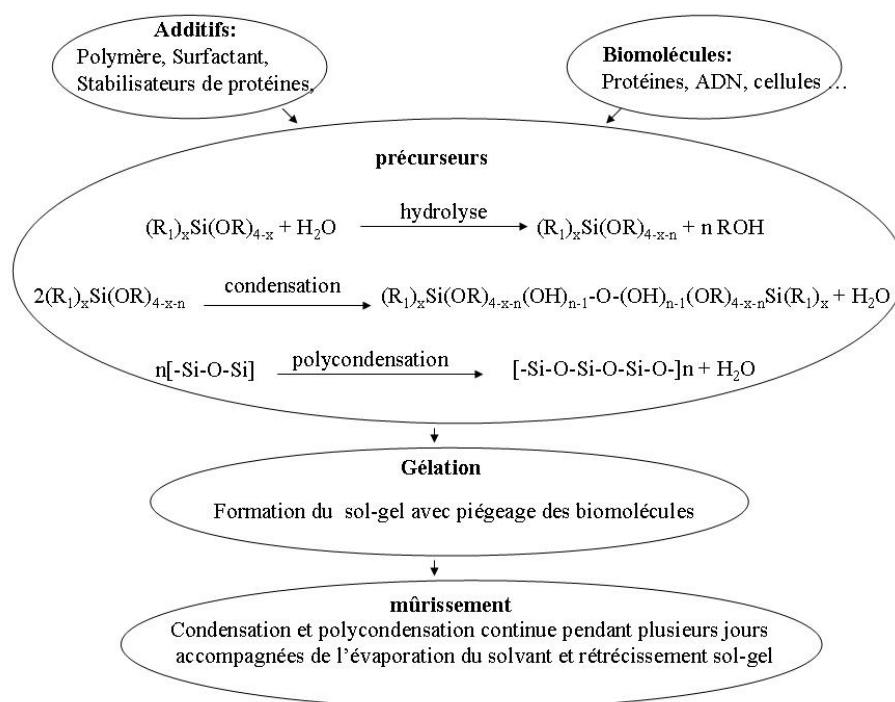 Additifs:
Polymère, Surfactant,
Stabilisateurs de protéines,
Biomolécules:
Protéines, ADN, cellules ...
précurseurs
(R₁)ₓSi(OR)₄₋ₓ + H₂O hydrolyse (R₁)ₓSi(OR)₄₋ₓ₋ₙ + n ROH
2(R₁)ₓSi(OR)₄₋ₓ₋ₙ condensation (R₁)ₓSi(OR)₄₋ₓ₋ₙ(OH)ₙ₋₁-O-(OH)ₙ₋₁(OR)₄₋ₓ₋ₙSi(R₁)ₓ + H₂O
n[-Si-O-Si] polycondensation [-Si-O-Si-O-Si-O-]n + H₂O
Gélation
Formation du sol-gel avec piégeage des biomolécules
mûrissement
Condensation et polycondensation continue pendant plusieurs jours
accompagnées de l’évaporation du solvant et rétrécissement sol-gel